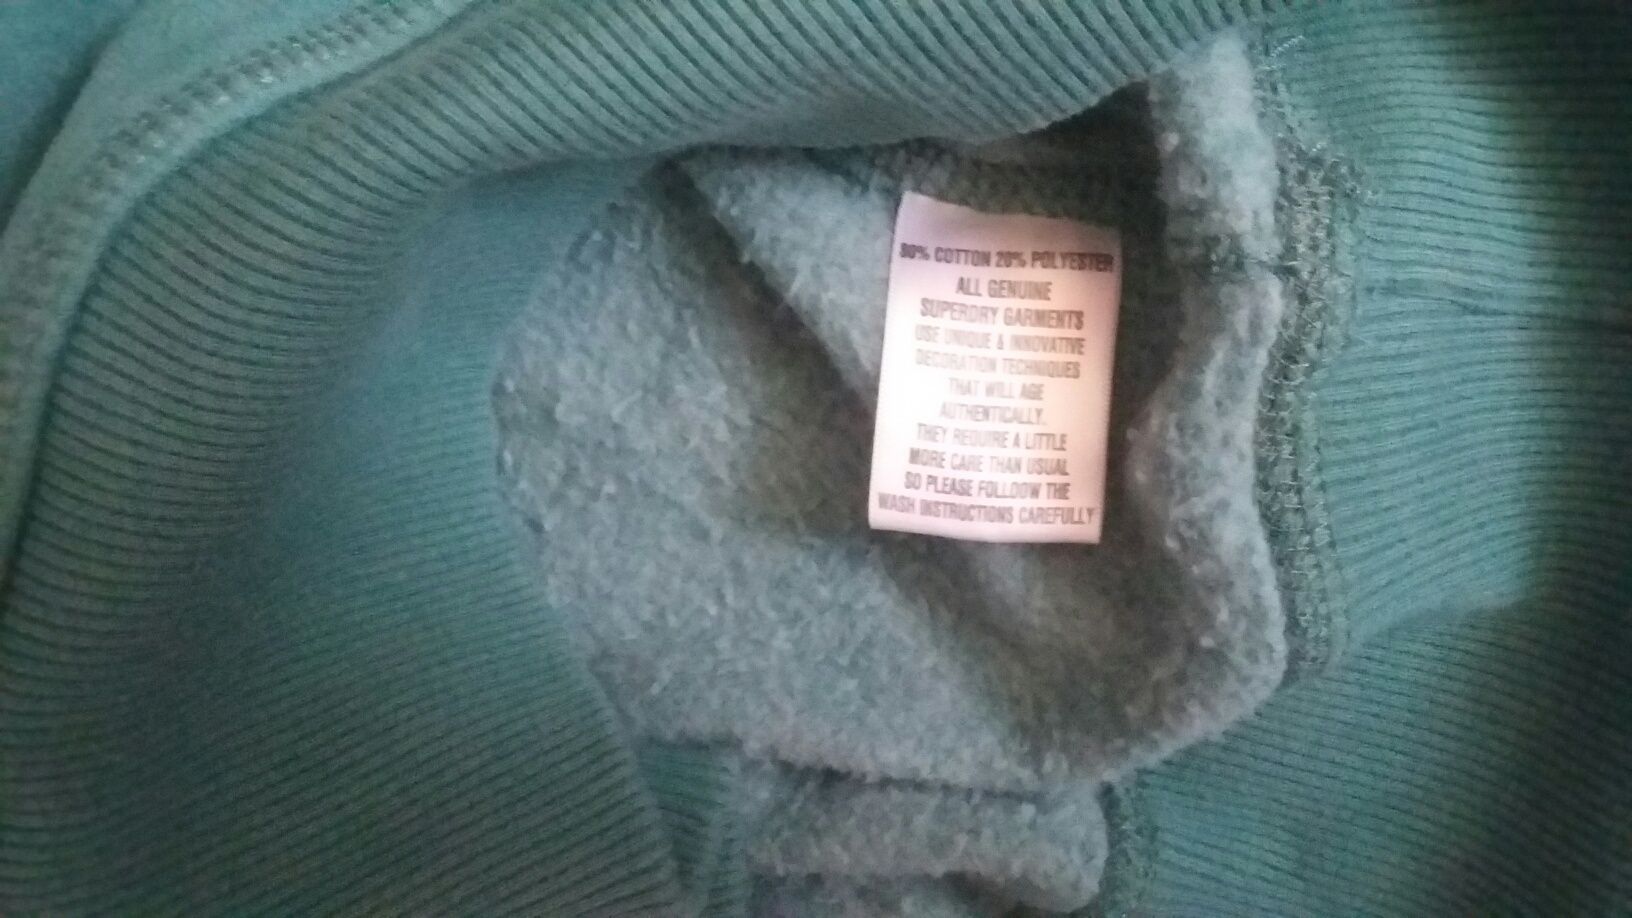 80% COTTON 20% POLYESTER
ALL GENUINE
SUPERDRY GARMENTS
USE UNIQUE & INNOVATIVE
DECORATION TECHNIQUES
THAT WILL AGE
AUTHENTICALLY.
THEY REQUIRE A LITTLE
MORE CARE THAN USUAL
SO PLEASE FOLLOOW THE
WASH INSTRUCTIONS CAREFULLY